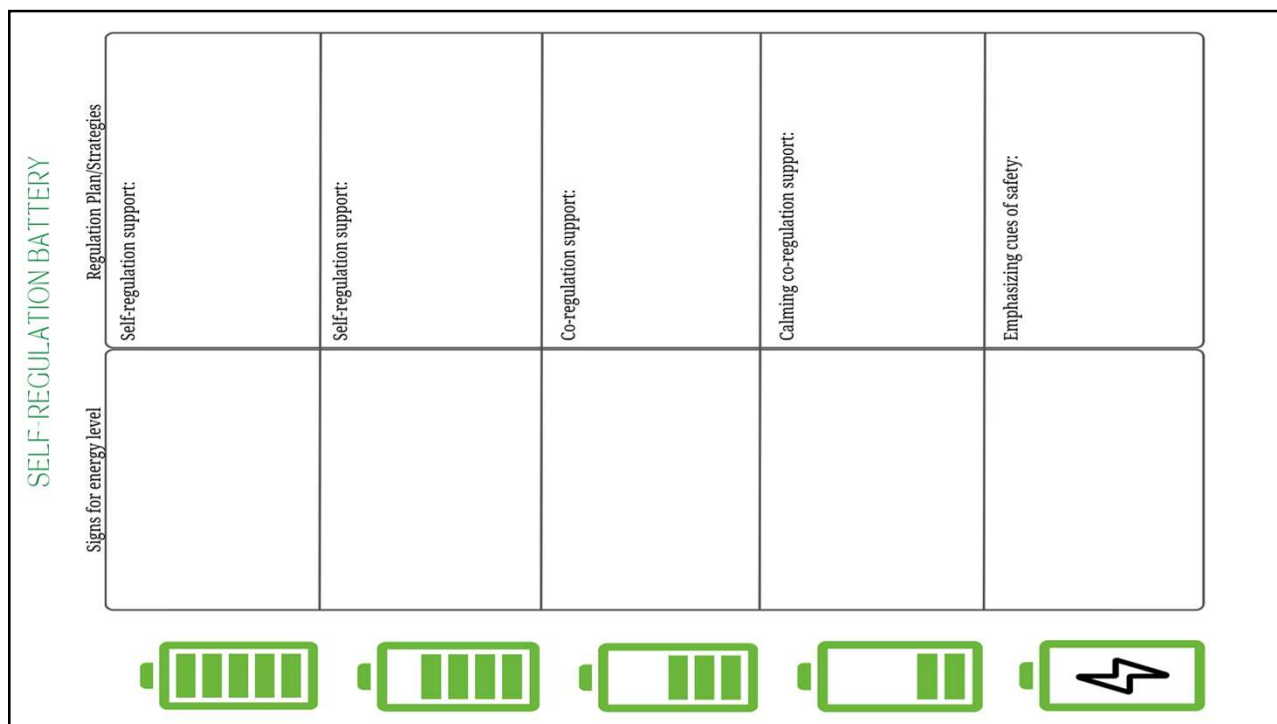 SELF-REGULATION BATTERY
Signs for energy level
Regulation Plan/Strategies
Self-regulation support:
Self-regulation support:
Co-regulation support:
Calming co-regulation support:
Emphasizing cues of safety: